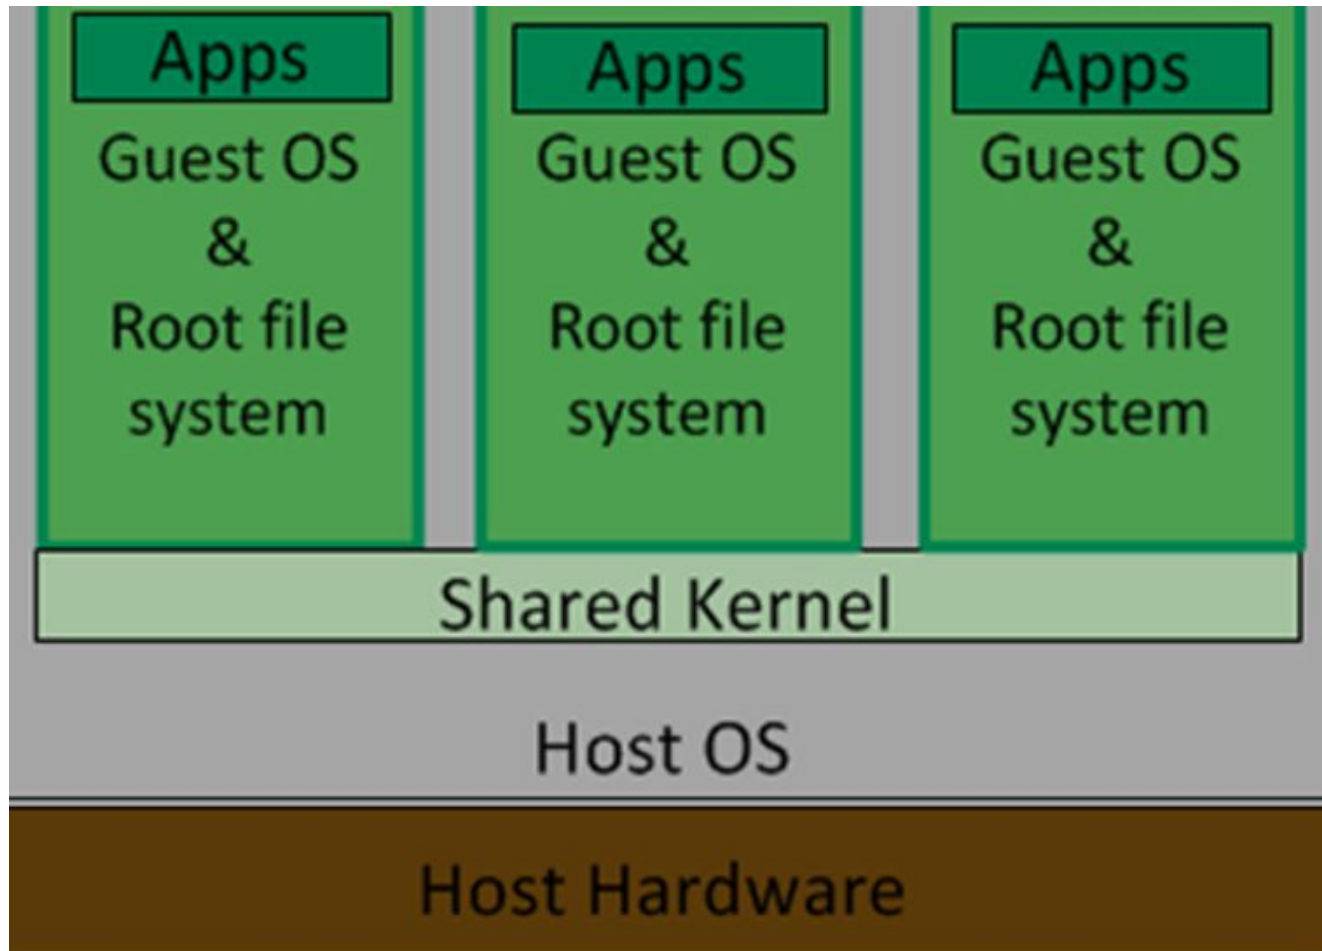 Apps
Guest OS
&
Root file
system
Apps
Guest OS
&
Root file
system
Apps
Guest OS
&
Root file
system
Shared Kernel
Host OS
Host Hardware